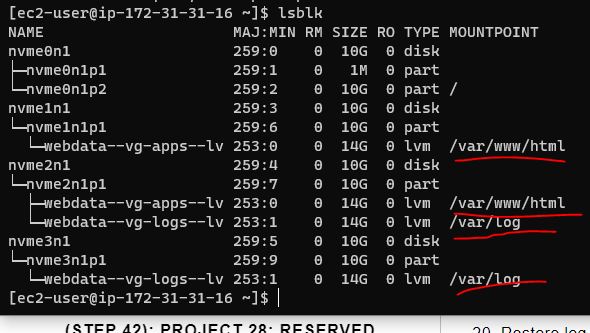 [ec2-user@ip-172-31-31-16 ~]$ lsblk
NAME                    MAJ:MIN RM SIZE RO TYPE MOUNTPOINT
nvme0n1                 259:0    0  10G  0 disk
├─nvme0n1p1             259:1    0   1M  0 part
└─nvme0n1p2             259:2    0  10G  0 part /
nvme1n1                 259:3    0  10G  0 disk
└─nvme1n1p1             259:6    0  10G  0 part
  └─webdata--vg-apps--lv 253:0    0  14G  0 lvm  /var/www/html
nvme2n1                 259:4    0  10G  0 disk
└─nvme2n1p1             259:7    0  10G  0 part
  ├─webdata--vg-apps--lv 253:0    0  14G  0 lvm  /var/www/html
  └─webdata--vg-logs--lv 253:1    0  14G  0 lvm  /var/log
nvme3n1                 259:5    0  10G  0 disk
└─nvme3n1p1             259:9    0  10G  0 part
  └─webdata--vg-logs--lv 253:1    0  14G  0 lvm  /var/log
[ec2-user@ip-172-31-31-16 ~]$
(STEP 42): PROJECT 28: RESERVED
20. Restore log